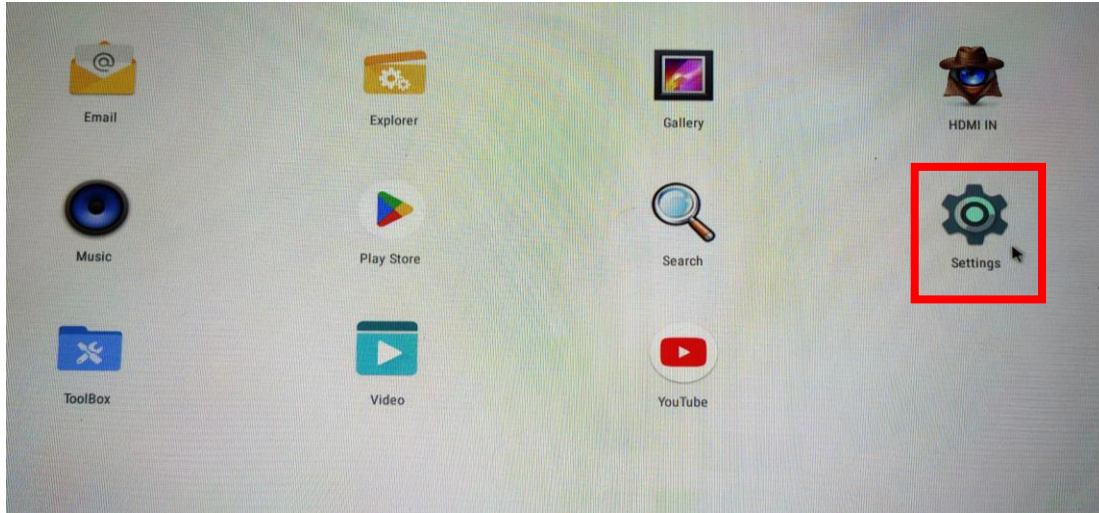 @
Email
Explorer
Gallery
HDMI IN
Music
Play Store
Search
Settings
ToolBox
Video
YouTube